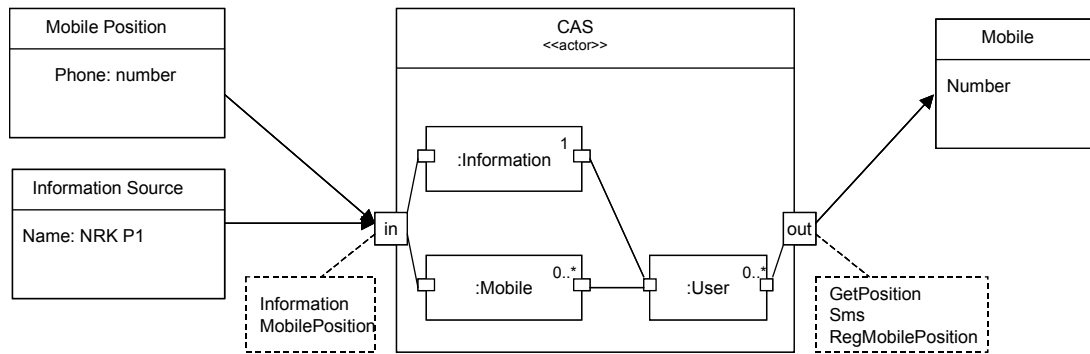 Mobile Position
Phone: number
Information Source
Name: NRK P1
in
Information
MobilePosition
CAS
<<actor>>
:Information
1
:Mobile
0..*
:User
0..*
out
GetPosition
Sms
RegMobilePosition
Mobile
Number